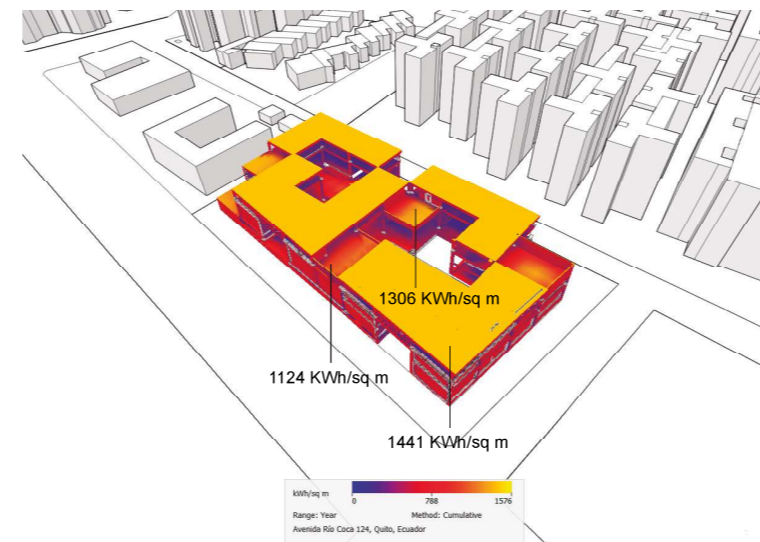 1306 KWh/sq m
1124 KWh/sq m
1441 KWh/sq m
kWh/sq m
0 788 1576
Range: Year Method: Cumulative
Avenida Río Coca 124, Quito, Ecuador